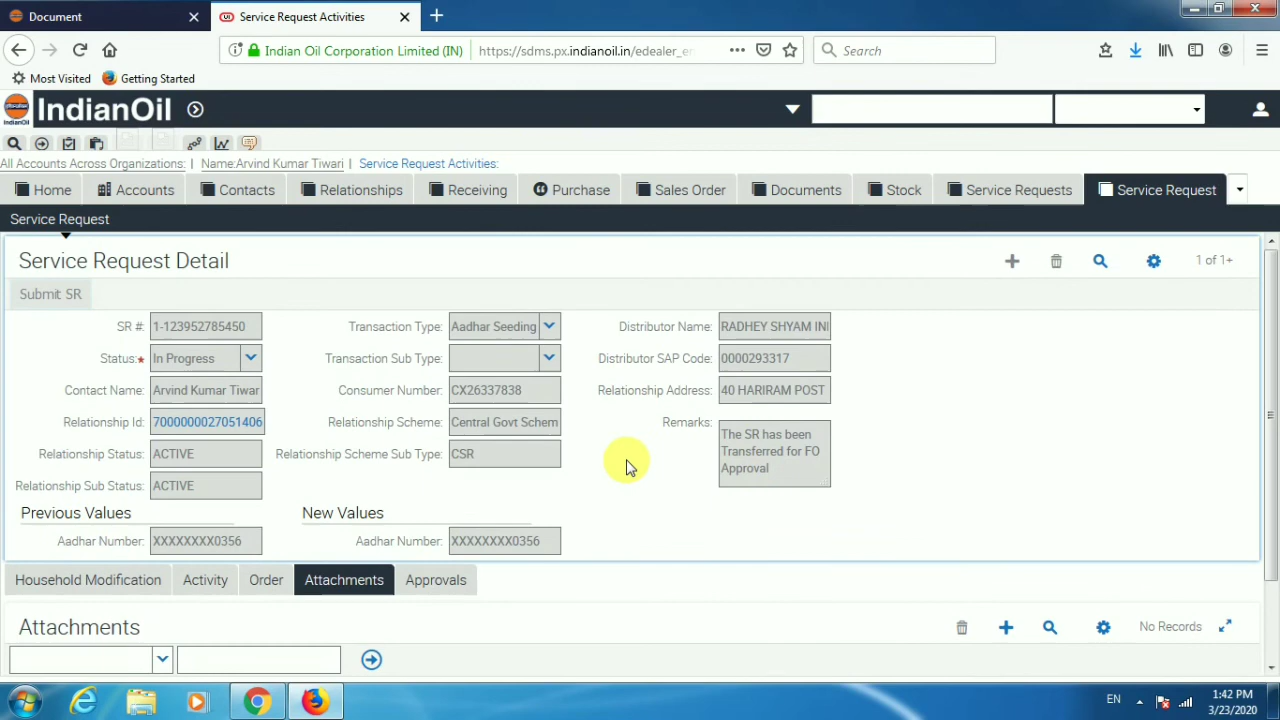 Document
Service Request Activities
Indian Oil Corporation Limited (IN)
https://sdms.px.indianoil.in/edealer_e
Search
Most Visited
Getting Started
IndianOil
IndianOil
All Accounts Across Organizations:
Name:Arvind Kumar Tiwari
Service Request Activities:
Home
Accounts
Contacts
Relationships
Receiving
Purchase
Sales Order
Documents
Stock
Service Requests
Service Request
Service Request
Service Request Detail
1 of 1+
Submit SR
SR #: 1-123952785450
Transaction Type: Aadhar Seeding
Distributor Name: RADHEY SHYAM INI
Status:* In Progress
Transaction Sub Type:
Distributor SAP Code: 0000293317
Contact Name: Arvind Kumar Tiwar
Consumer Number: CX26337838
Relationship Address: 40 HARIRAM POST
Relationship Id: 7000000027051406
Relationship Scheme: Central Govt Schem
Remarks: The SR has been
Transferred for FO
Approval
Relationship Status: ACTIVE
Relationship Scheme Sub Type: CSR
Relationship Sub Status: ACTIVE
Previous Values
New Values
Aadhar Number: XXXXXXXX0356
Aadhar Number: XXXXXXXX0356
Household Modification
Activity
Order
Attachments
Approvals
Attachments
No Records
EN
1:42 PM
3/23/2020